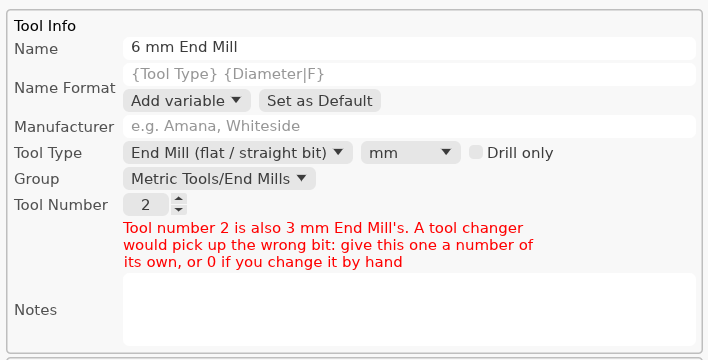 Tool Info
Name 6 mm End Mill
Name Format {Tool Type} {Diameter|F}
Add variable Set as Default
Manufacturer e.g. Amana, Whiteside
Tool Type End Mill (flat / straight bit) mm Drill only
Group Metric Tools/End Mills
Tool Number 2
Tool number 2 is also 3 mm End Mill's. A tool changer
would pick up the wrong bit: give this one a number of
its own, or 0 if you change it by hand
Notes